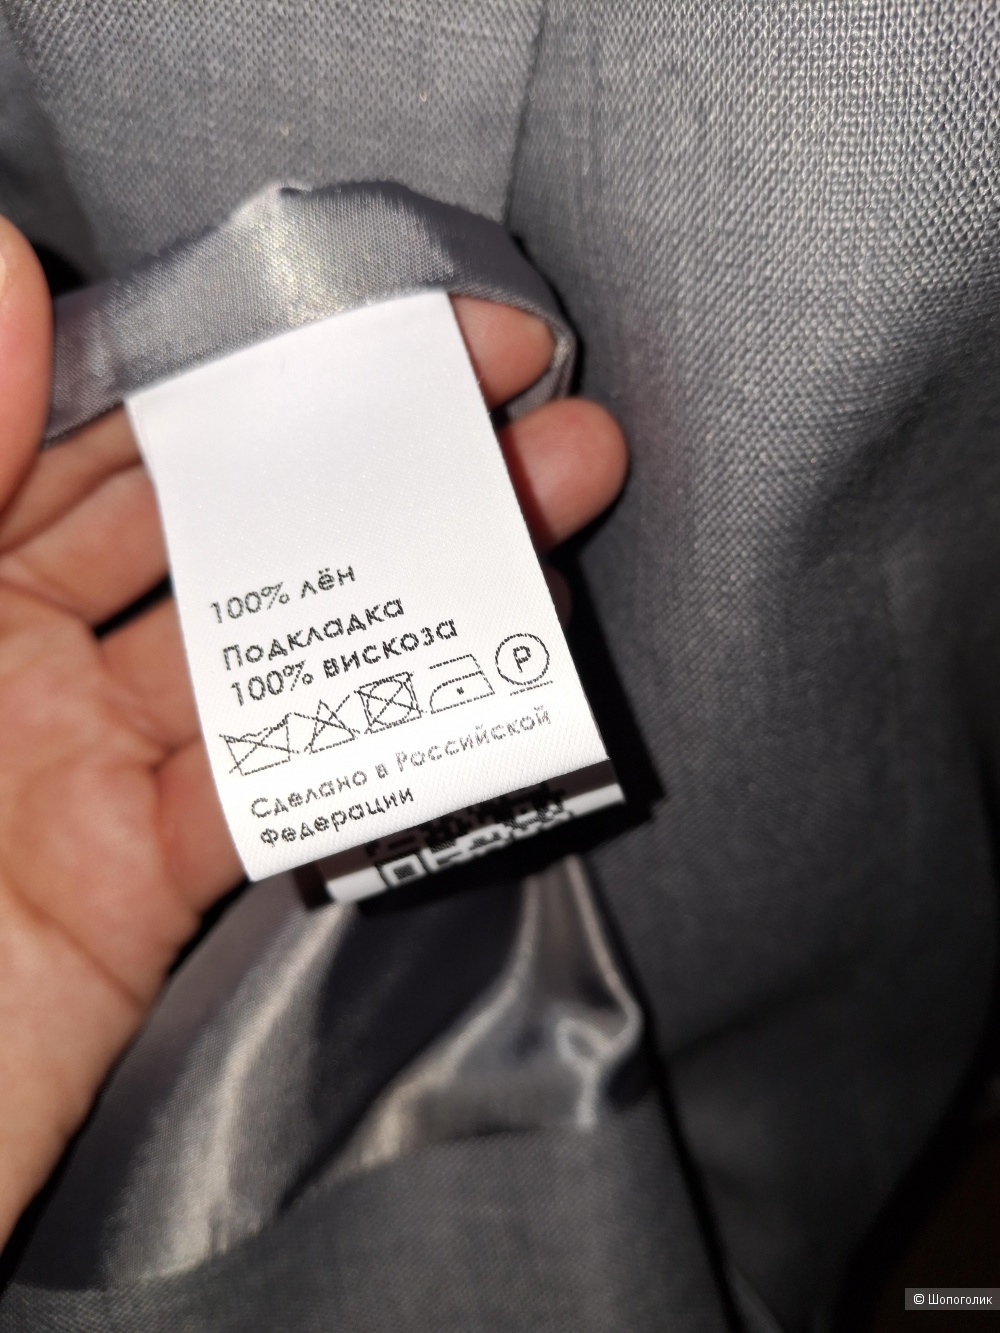 100% лён
Подкладка
100% вискоза
P
Сделано в Российской
Федерации
© Шопоголик